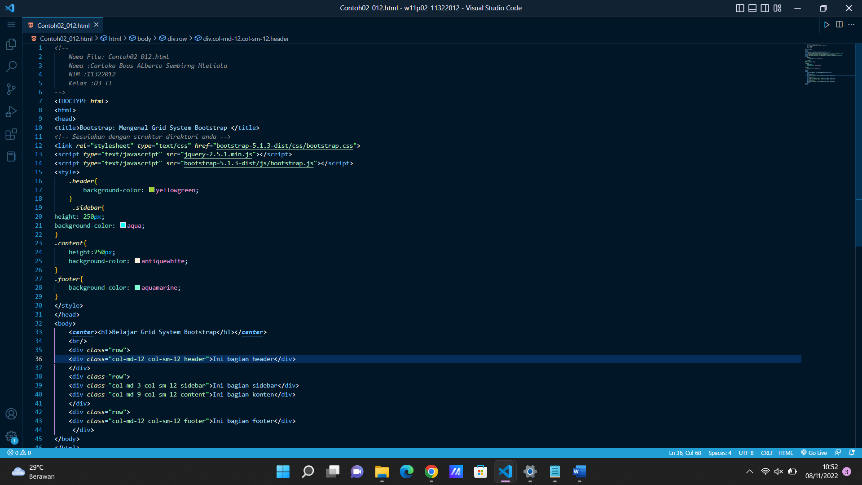 Contoh02_012.html - w11p02_11322012 - Visual Studio Code
Contoh02_012.html
Contoh02_012.html > html > body > div.row > div.col-md-12.col-sm-12.header
1 <!--
2 Nama File: Contoh02_012.html
3 Nama :Carloka Boas Alberto Sembirng Mleliala
4 NIM :11322012
5 Kelas :D3 TI
6 -->
7 <!DOCTYPE html>
8 <html>
9 <head>
10 <title>Bootstrap: Mengenal Grid System Bootstrap </title>
11 <!-- Sesuaikan dengan struktur direktori anda -->
12 <link rel="stylesheet" type="text/css" href="bootstrap-5.1.3-dist/css/bootstrap.css">
13 <script type="text/javascript" src="jquery-2.5.1.min.js"></script>
14 <script type="text/javascript" src="bootstrap-5.1.3-dist/js/bootstrap.js"></script>
15 <style>
16 .header{
17 background-color: yellowgreen;
18 }
19 .sidebar{
20 height: 250px;
21 background-color: aqua;
22 }
23 .content{
24 height:250px;
25 background-color: antiquewhite;
26 }
27 .footer{
28 background-color: aquamarine;
29 }
30 </style>
31 </head>
32 <body>
33 <center><h1>Belajar Grid System Bootstrap</h1></center>
34 <br/>
35 <div class="row">
36 <div class="col-md-12 col-sm-12 header">Ini bagian header</div>
37 </div>
38 <div class="row">
39 <div class="col-md-3 col-sm-12 sidebar">Ini bagian sidebar</div>
40 <div class="col-md-9 col-sm-12 content">Ini bagian konten</div>
41 </div>
42 <div class="row">
43 <div class="col-md-12 col-sm-12 footer">Ini bagian footer</div>
44 </div>
45 </body>
46 </html>
0 0 Ln 36, Col 68 Spaces: 4 UTF-8 CRLF HTML Go Live
29°C
Berawan
10:52
08/11/2022
3